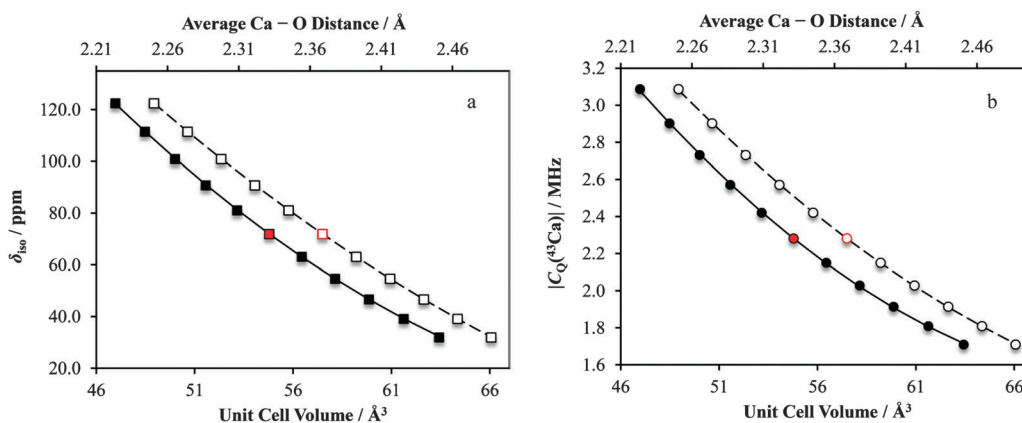 Average Ca – O Distance / Å
2.21 2.26 2.31 2.36 2.41 2.46
a
120.0
100.0
80.0
60.0
40.0
20.0
δiso / ppm
46 51 56 61 66
Unit Cell Volume / Å³
Average Ca – O Distance / Å
2.21 2.26 2.31 2.36 2.41 2.46
b
3.2
3.0
2.8
2.6
2.4
2.2
2.0
1.8
1.6
|CQ(⁴³Ca)| / MHz
46 51 56 61 66
Unit Cell Volume / Å³